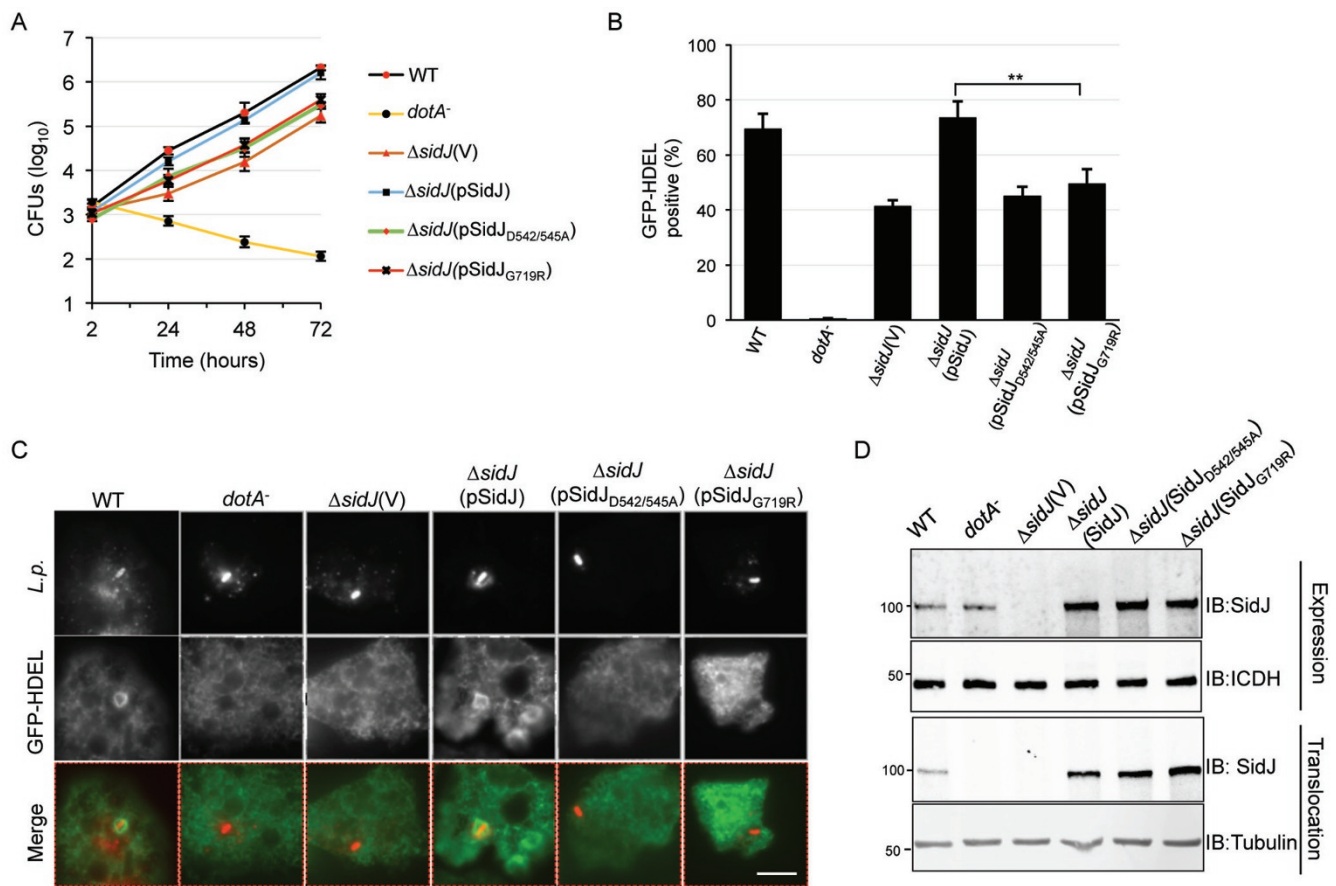 A
7
6
5
4
3
2
1
CFUs (log10)
2 24 48 72
Time (hours)
WT
dotA-
ΔsidJ(V)
ΔsidJ(pSidJ)
ΔsidJ(pSidJD542/545A)
ΔsidJ(pSidJG719R)
B
100
80
60
40
20
0
GFP-HDEL
positive (%)
**
WT
dotA-
ΔsidJ(V)
ΔsidJ
(pSidJ)
ΔsidJ
(pSidJD542/545A)
ΔsidJ
(pSidJG719R)
C
WT
dotA-
ΔsidJ(V)
ΔsidJ
(pSidJ)
ΔsidJ
(pSidJD542/545A)
ΔsidJ
(pSidJG719R)
L.p.
GFP-HDEL
Merge
D
WT
dotA-
ΔsidJ(V)
ΔsidJ
(SidJ)
ΔsidJ(SidJD542/545A)
ΔsidJ(SidJG719R)
100
IB:SidJ
50
IB:ICDH
Expression
100
IB: SidJ
50
IB:Tubulin
Translocation